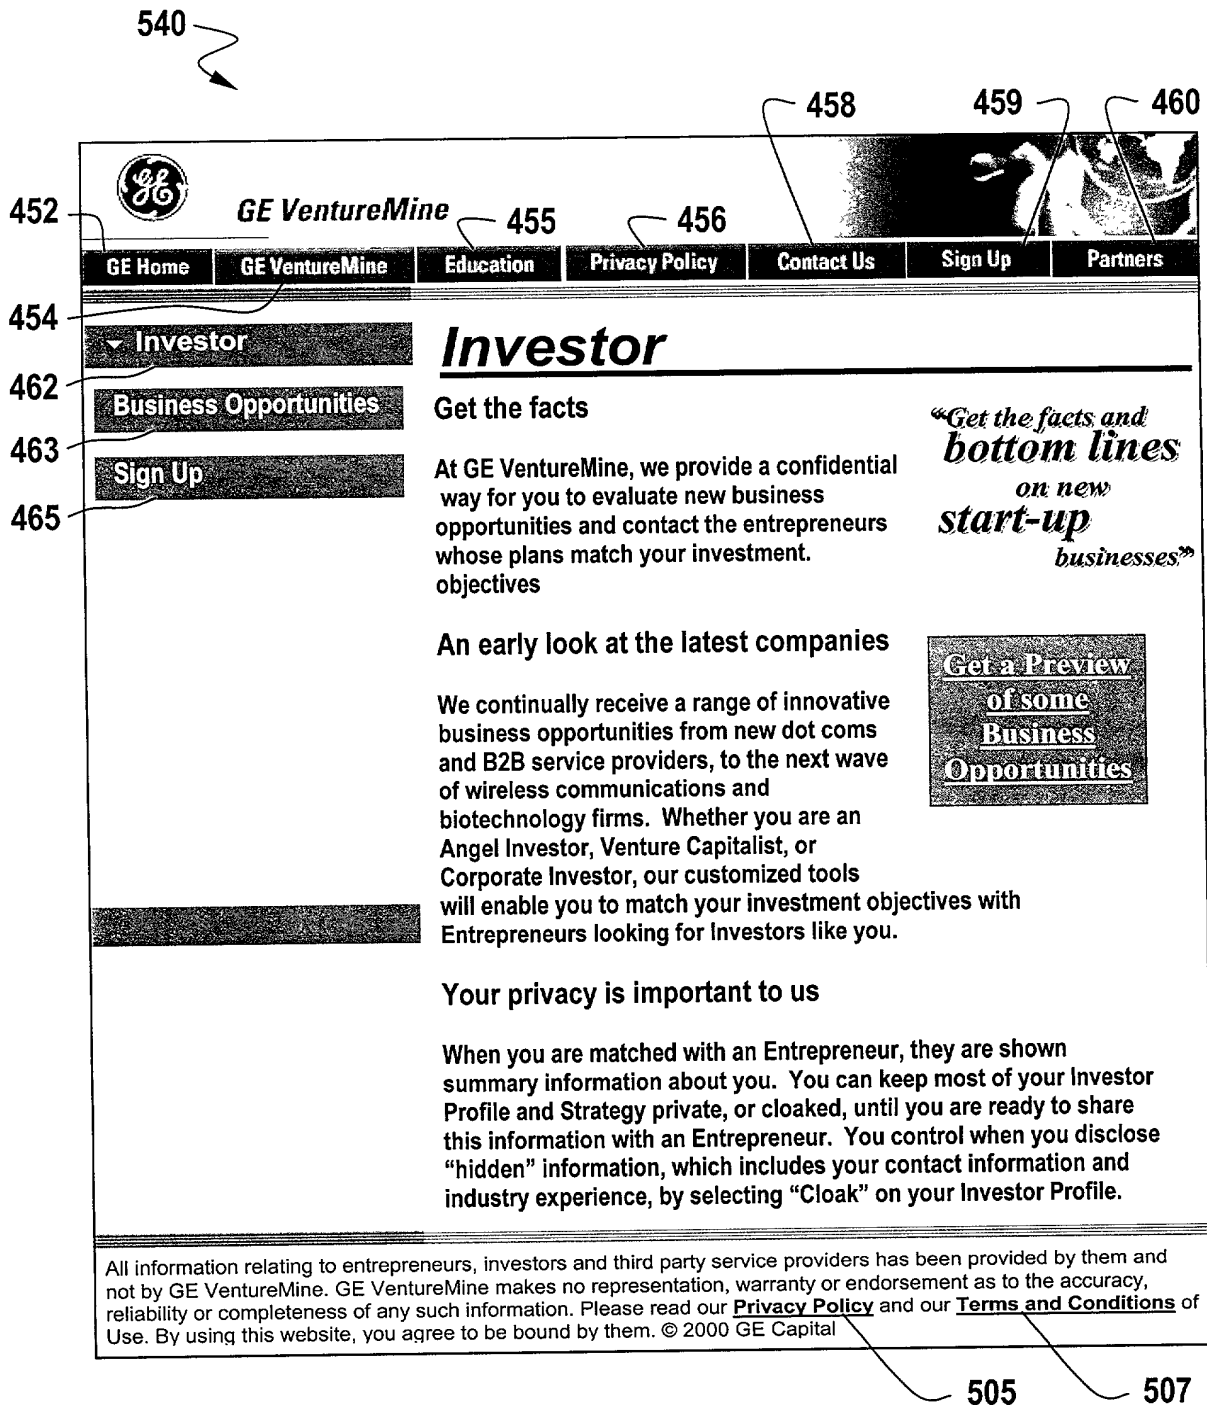 540
458
459
460
GE
GE VentureMine
452
455
456
GE Home
GE VentureMine
Education
Privacy Policy
Contact Us
Sign Up
Partners
454
Investor
462
Business Opportunities
463
Sign Up
465
Investor
Get the facts
At GE VentureMine, we provide a confidential
way for you to evaluate new business
opportunities and contact the entrepreneurs
whose plans match your investment.
objectives
“Get the facts and
bottom lines
on new
start-up
businesses”
An early look at the latest companies
We continually receive a range of innovative
business opportunities from new dot coms
and B2B service providers, to the next wave
of wireless communications and
biotechnology firms. Whether you are an
Angel Investor, Venture Capitalist, or
Corporate Investor, our customized tools
will enable you to match your investment objectives with
Entrepreneurs looking for Investors like you.
Get a Preview
of some
Business
Opportunities
Your privacy is important to us
When you are matched with an Entrepreneur, they are shown
summary information about you. You can keep most of your Investor
Profile and Strategy private, or cloaked, until you are ready to share
this information with an Entrepreneur. You control when you disclose
“hidden” information, which includes your contact information and
industry experience, by selecting “Cloak” on your Investor Profile.
All information relating to entrepreneurs, investors and third party service providers has been provided by them and
not by GE VentureMine. GE VentureMine makes no representation, warranty or endorsement as to the accuracy,
reliability or completeness of any such information. Please read our Privacy Policy and our Terms and Conditions of
Use. By using this website, you agree to be bound by them. © 2000 GE Capital
505
507